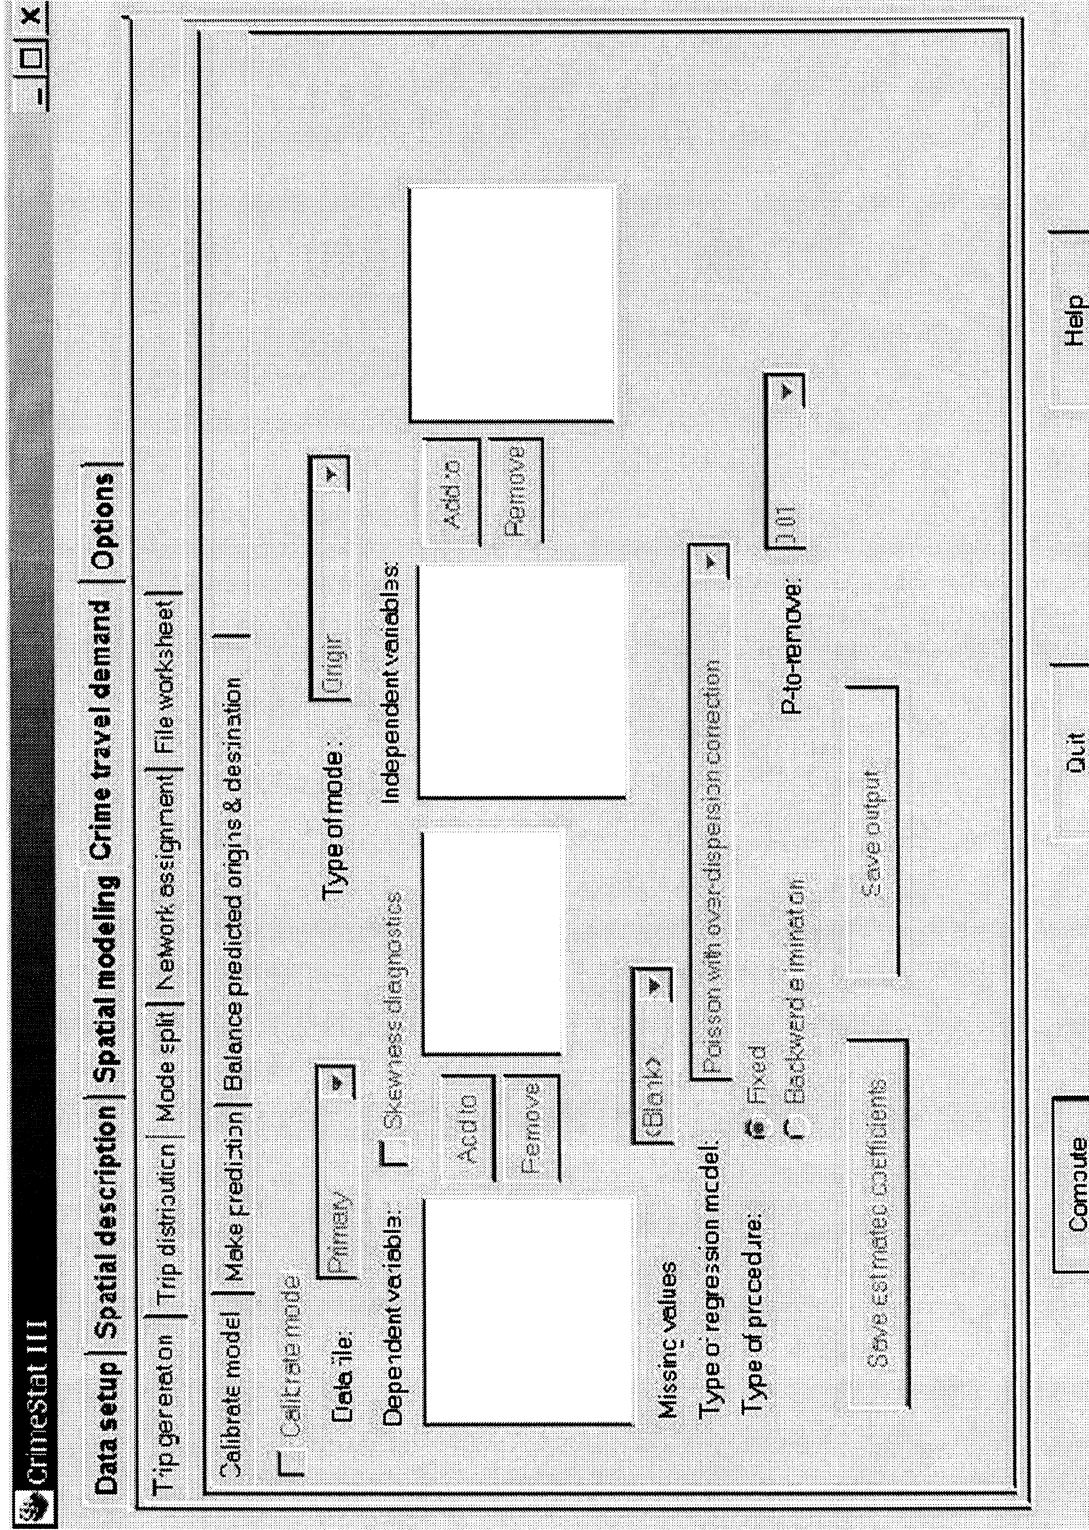 CrimeStat III
Data setup Spatial description Spatial modeling Crime travel demand Options
Trip generation Trip distribution Mode split Network assignment File worksheet
Calibrate model Make prediction Balance predicted origins & destination
Calibrate model
Data file: Primary Type of model: Origin
Dependent variable: Skewness diagnostics Independent variables:
Add to Add to
Remove Remove
Missing values <Blank>
Type of regression model: Poisson with over-dispersion correction
Type of procedure: Fixed P-to-remove: 0.01
Backward elimination
Save estimated coefficients Save output
Compute Quit Help